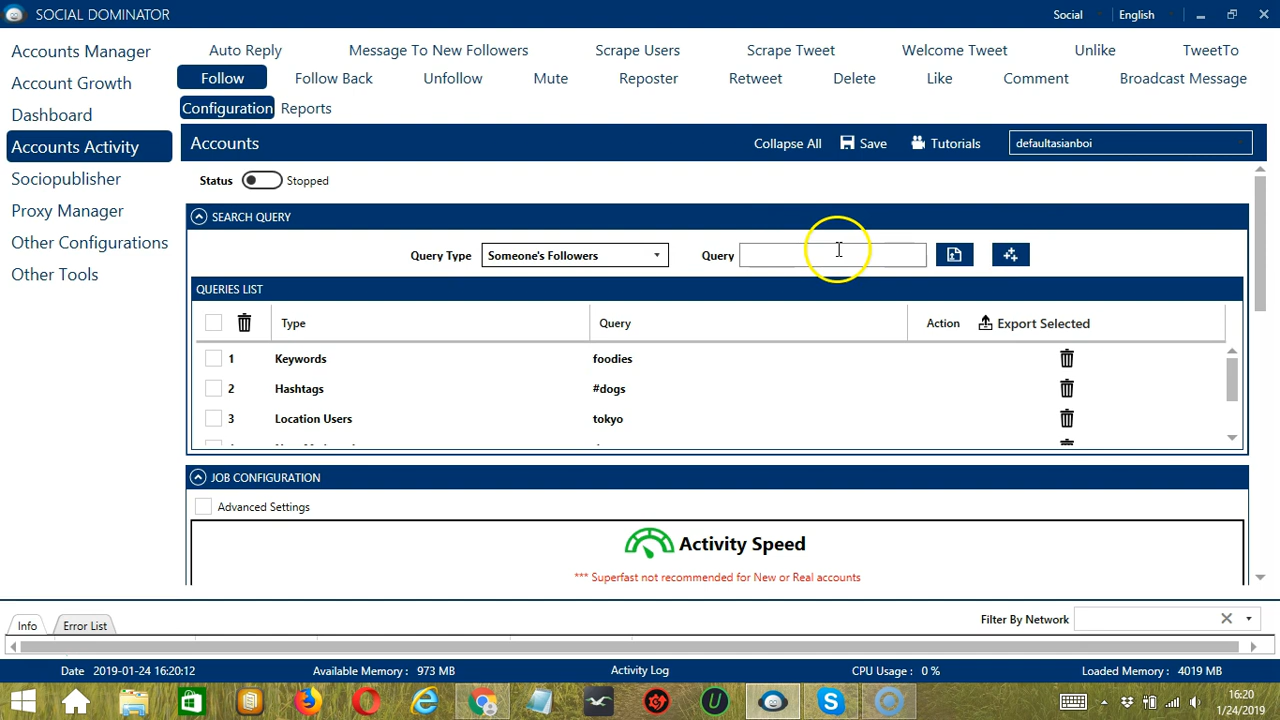 SOCIAL DOMINATOR
Social
English
Accounts Manager
Account Growth
Dashboard
Accounts Activity
Sociopublisher
Proxy Manager
Other Configurations
Other Tools
Auto Reply Message To New Followers Scrape Users Scrape Tweet Welcome Tweet Unlike TweetTo
Follow Follow Back Unfollow Mute Reposter Retweet Delete Like Comment Broadcast Message
Configuration Reports
Accounts Collapse All Save Tutorials defaultasianboi
Status Stopped
SEARCH QUERY
Query Type Someone's Followers Query
QUERIES LIST
Type Query Action Export Selected
1 Keywords foodies
2 Hashtags #dogs
3 Location Users tokyo
JOB CONFIGURATION
Advanced Settings
Activity Speed
*** Superfast not recommended for New or Real accounts
Info Error List Filter By Network
Date : 2019-01-24 16:20:12 Available Memory : 973 MB Activity Log CPU Usage : 0 % Loaded Memory : 4019 MB
16:20
1/24/2019